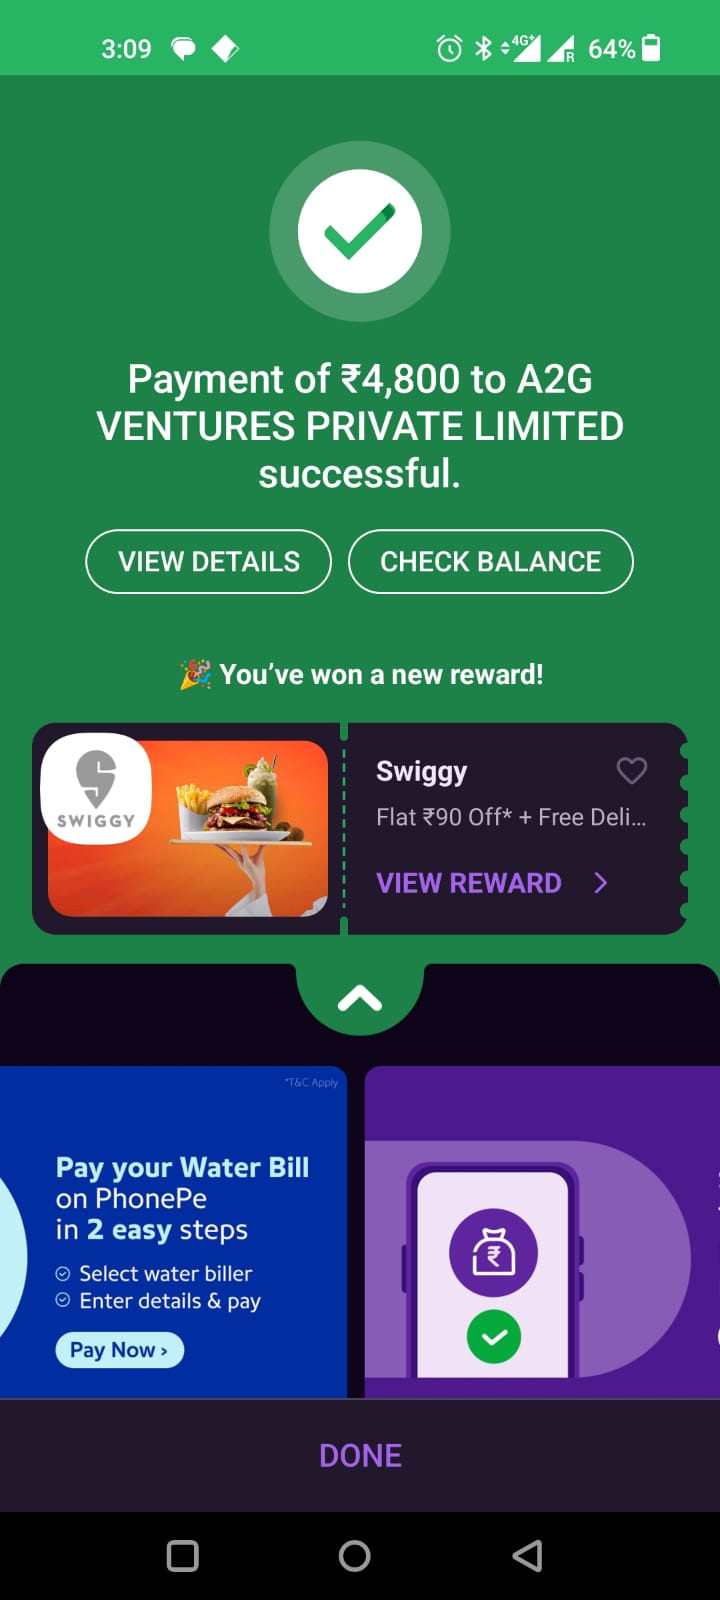 3:09
4G+
R
64%
Payment of ₹4,800 to A2G
VENTURES PRIVATE LIMITED
successful.
VIEW DETAILS
CHECK BALANCE
🎉 You’ve won a new reward!
SWIGGY
Swiggy
Flat ₹90 Off* + Free Deli...
VIEW REWARD
*T&C Apply
Pay your Water Bill
on PhonePe
in 2 easy steps
Select water biller
Enter details & pay
Pay Now ›
₹
DONE